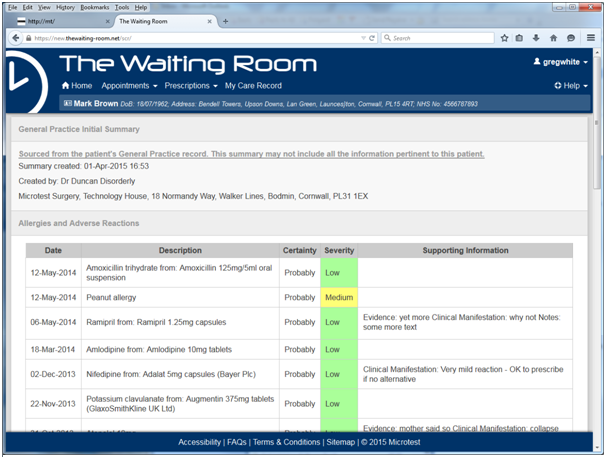 File Edit View History Bookmarks Tools Help
http://mt/ × The Waiting Room × +
https://new.thewaiting-room.net/scr/ Search
The Waiting Room
gregwhite
Home Appointments Prescriptions My Care Record Help
Mark Brown DoB: 18/07/1962; Address: Bendell Towers, Upson Downs, Lan Green, Launces]ton, Cornwall, PL15 4RT; NHS No: 4566787893
General Practice Initial Summary
Sourced from the patient's General Practice record. This summary may not include all the information pertinent to this patient.
Summary created: 01-Apr-2015 16:53
Created by: Dr Duncan Disorderly
Microtest Surgery, Technology House, 18 Normandy Way, Walker Lines, Bodmin, Cornwall, PL31 1EX
Allergies and Adverse Reactions
Date Description Certainty Severity Supporting Information
12-May-2014 Amoxicillin trihydrate from: Amoxicillin 125mg/5ml oral suspension Probably Low
12-May-2014 Peanut allergy Probably Medium
06-May-2014 Ramipril from: Ramipril 1.25mg capsules Probably Low Evidence: yet more Clinical Manifestation: why not Notes: some more text
18-Mar-2014 Amlodipine from: Amlodipine 10mg tablets Probably Low
02-Dec-2013 Nifedipine from: Adalat 5mg capsules (Bayer Plc) Probably Low Clinical Manifestation: Very mild reaction - OK to prescribe if no alternative
22-Nov-2013 Potassium clavulanate from: Augmentin 375mg tablets (GlaxoSmithKline UK Ltd) Probably Low
Evidence: mother said so Clinical Manifestation: collapse
Accessibility | FAQs | Terms & Conditions | Sitemap | © 2015 Microtest